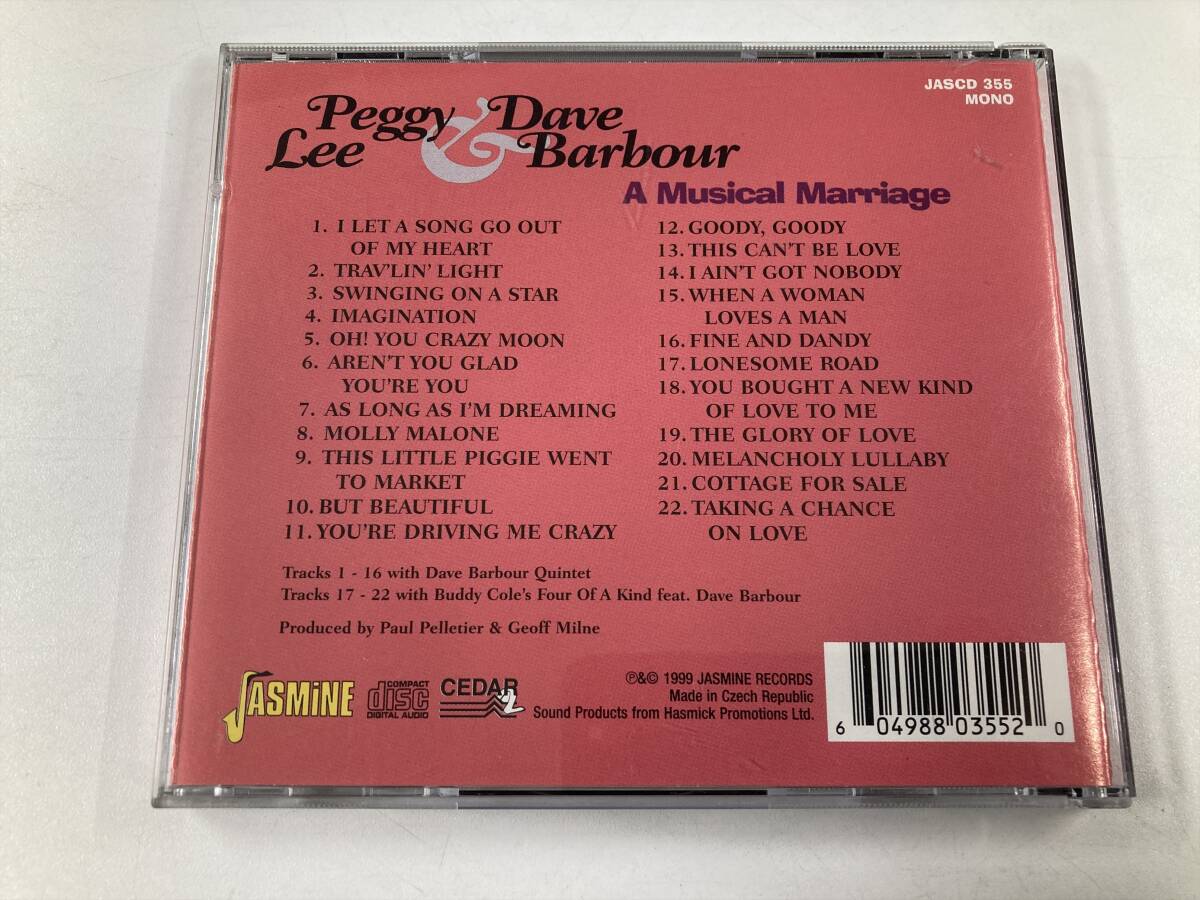 JASCD 355
MONO
Peggy Dave
Lee & Barbour
A Musical Marriage
1. I LET A SONG GO OUT
OF MY HEART
2. TRAV'LIN' LIGHT
3. SWINGING ON A STAR
4. IMAGINATION
5. OH! YOU CRAZY MOON
6. AREN'T YOU GLAD
YOU'RE YOU
7. AS LONG AS I'M DREAMING
8. MOLLY MALONE
9. THIS LITTLE PIGGIE WENT
TO MARKET
10. BUT BEAUTIFUL
11. YOU'RE DRIVING ME CRAZY
12. GOODY, GOODY
13. THIS CAN'T BE LOVE
14. I AIN'T GOT NOBODY
15. WHEN A WOMAN
LOVES A MAN
16. FINE AND DANDY
17. LONESOME ROAD
18. YOU BOUGHT A NEW KIND
OF LOVE TO ME
19. THE GLORY OF LOVE
20. MELANCHOLY LULLABY
21. COTTAGE FOR SALE
22. TAKING A CHANCE
ON LOVE
Tracks 1 - 16 with Dave Barbour Quintet
Tracks 17 - 22 with Buddy Cole's Four Of A Kind feat. Dave Barbour
Produced by Paul Pelletier & Geoff Milne
JASMiNE
COMPACT
disc
DIGITAL AUDIO
CEDAR
2
℗&© 1999 JASMINE RECORDS
Made in Czech Republic
Sound Products from Hasmick Promotions Ltd.
6 04988 03552 0